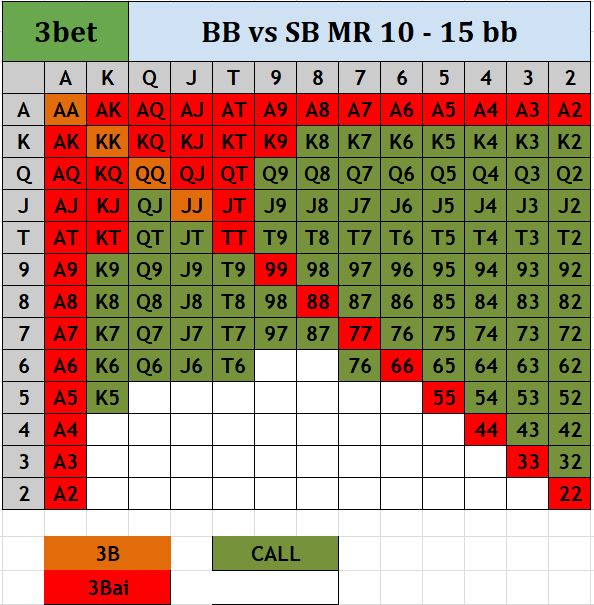 3bet BB vs SB MR 10 - 15 bb
A K Q J T 9 8 7 6 5 4 3 2
A AA AK AQ AJ AT A9 A8 A7 A6 A5 A4 A3 A2
K AK KK KQ KJ KT K9 K8 K7 K6 K5 K4 K3 K2
Q AQ KQ QQ QJ QT Q9 Q8 Q7 Q6 Q5 Q4 Q3 Q2
J AJ KJ QJ JJ JT J9 J8 J7 J6 J5 J4 J3 J2
T AT KT QT JT TT T9 T8 T7 T6 T5 T4 T3 T2
9 A9 K9 Q9 J9 T9 99 98 97 96 95 94 93 92
8 A8 K8 Q8 J8 T8 98 88 87 86 85 84 83 82
7 A7 K7 Q7 J7 T7 97 87 77 76 75 74 73 72
6 A6 K6 Q6 J6 T6 76 66 65 64 63 62
5 A5 K5 55 54 53 52
4 A4 44 43 42
3 A3 33 32
2 A2 22
3B CALL
3Bai